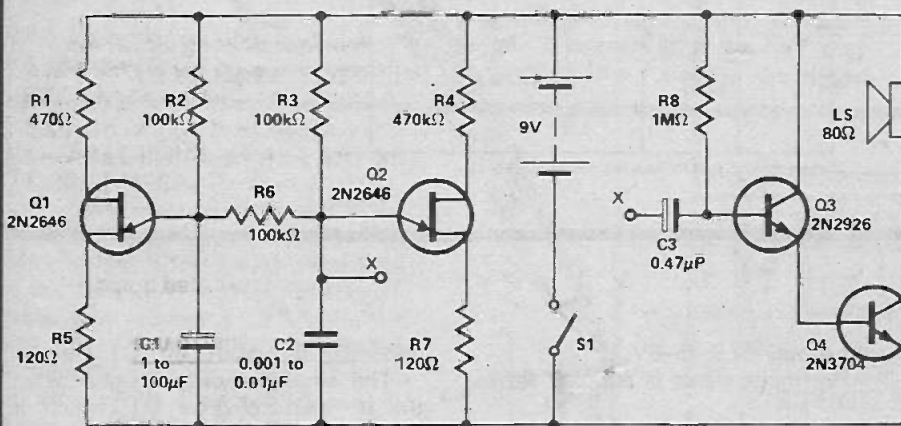 R1
470Ω
R2
100kΩ
R3
100kΩ
R4
470kΩ
9V
R8
1MΩ
LS
80Ω
Q1
2N2646
R6
100kΩ
Q2
2N2646
X
C3
0.47µF
Q3
2N2926
X
R5
120Ω
C1
1 to
100µF
C2
0.001 to
0.01µF
R7
120Ω
S1
Q4
2N3704